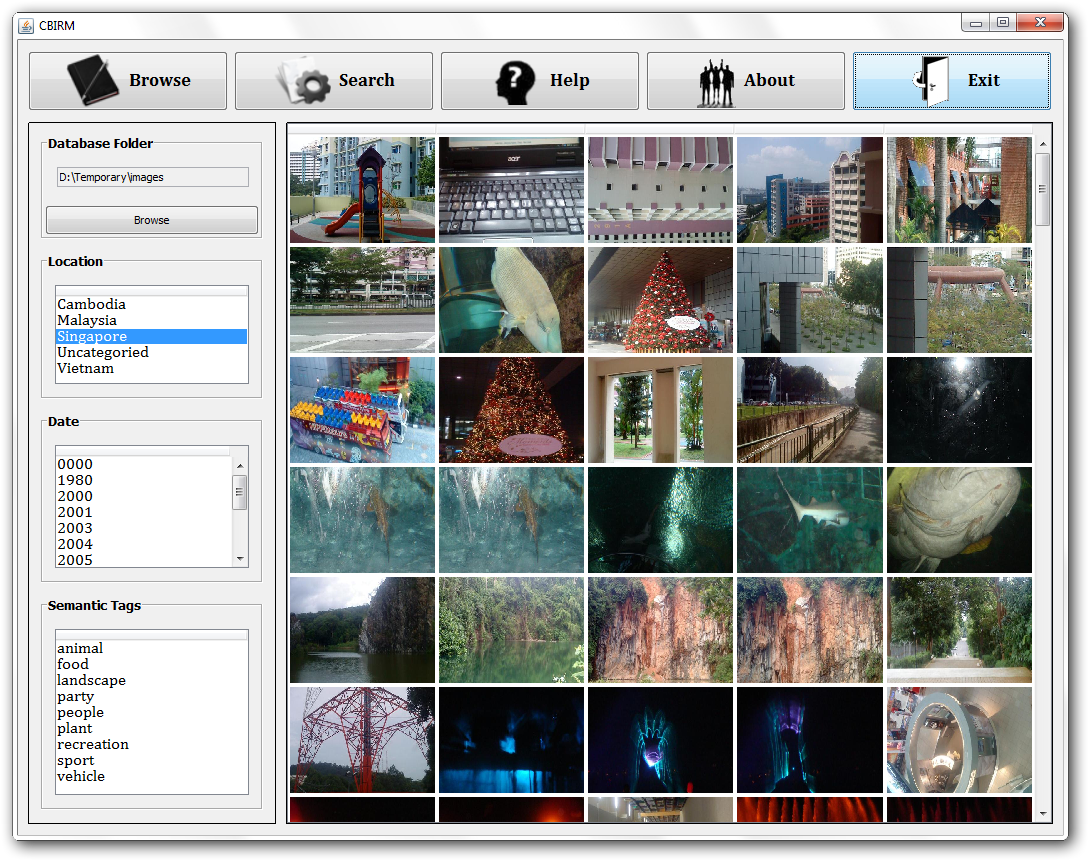 CBIRM
Browse
Search
Help
About
Exit
Database Folder
D:\Temporary\images
Browse
Location
Cambodia
Malaysia
Singapore
Uncategoried
Vietnam
Date
0000
1980
2000
2001
2003
2004
2005
Semantic Tags
animal
food
landscape
party
people
plant
recreation
sport
vehicle
acer